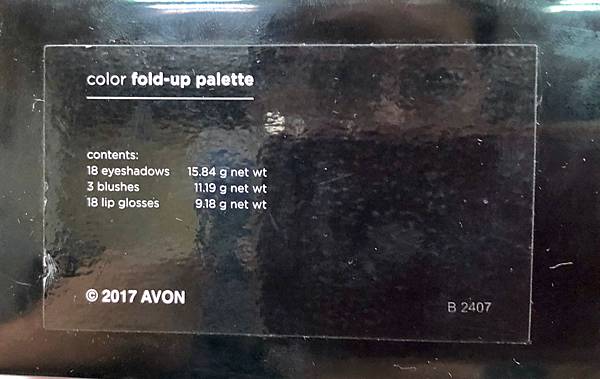 color fold-up palette
contents:
18 eyeshadows 15.84 g net wt
3 blushes 11.19 g net wt
18 lip glosses 9.18 g net wt
© 2017 AVON
B 2407